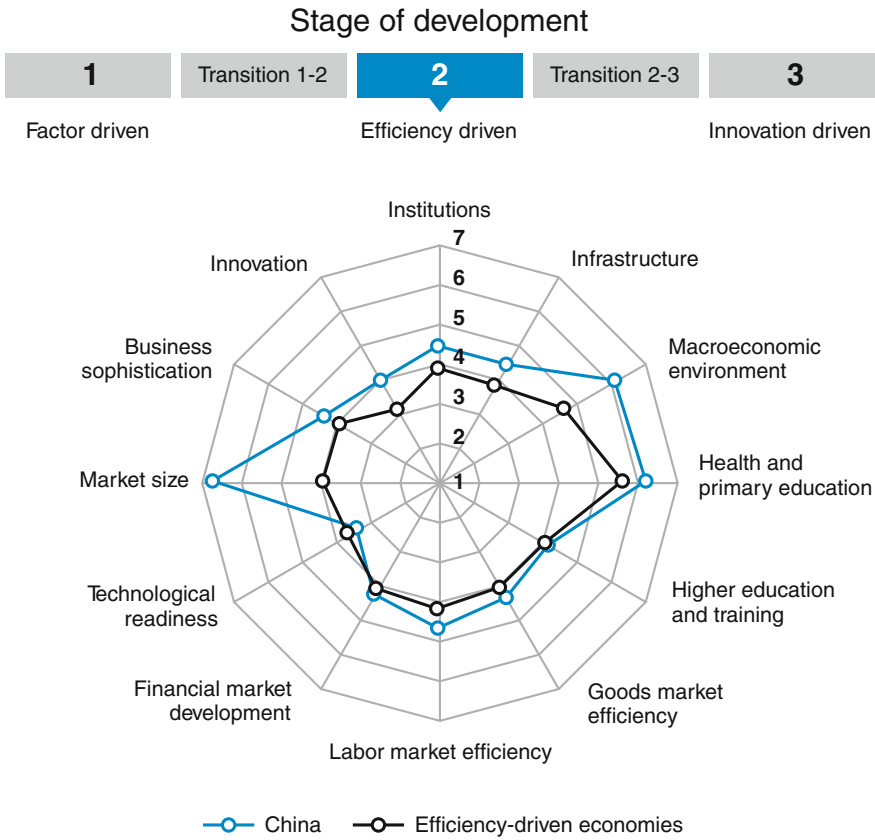 Stage of development
1
Transition 1-2
2
Transition 2-3
3
Factor driven
Efficiency driven
Innovation driven
Institutions
7
Innovation
Infrastructure
6
5
Business
sophistication
Macroeconomic
environment
4
3
2
Market size
1
Health and
primary education
Technological
readiness
Higher education
and training
Financial market
development
Goods market
efficiency
Labor market efficiency
China
Efficiency-driven economies